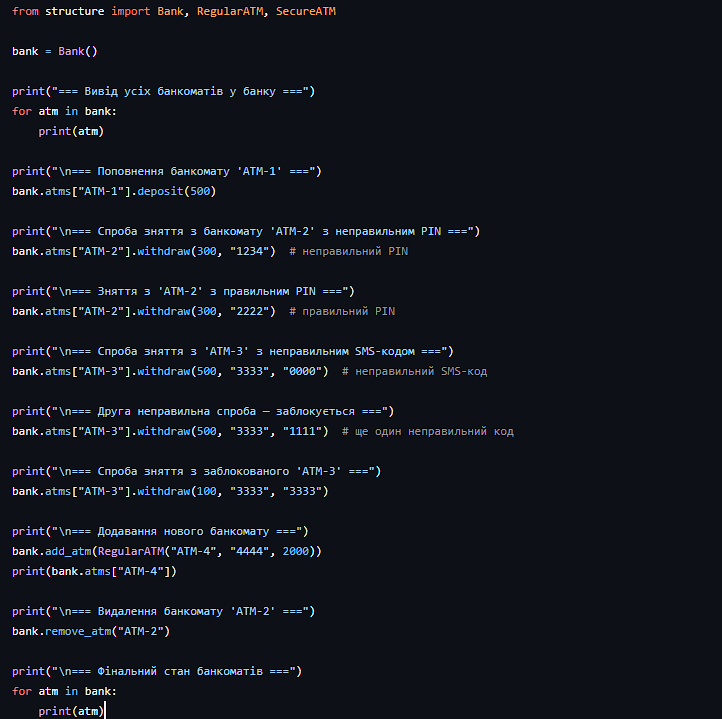 from structure import Bank, RegularATM, SecureATM
bank = Bank()
print("=== Вивід усіх банкоматів у банку ===")
for atm in bank:
    print(atm)
print("\n=== Поповнення банкомату 'ATM-1' ===")
bank.atms["ATM-1"].deposit(500)
print("\n=== Спроба зняття з банкомату 'ATM-2' з неправильним PIN ===")
bank.atms["ATM-2"].withdraw(300, "1234")  # неправильний PIN
print("\n=== Зняття з 'ATM-2' з правильним PIN ===")
bank.atms["ATM-2"].withdraw(300, "2222")  # правильний PIN
print("\n=== Спроба зняття з 'ATM-3' з неправильним SMS-кодом ===")
bank.atms["ATM-3"].withdraw(500, "3333", "0000")  # неправильний SMS-код
print("\n=== Друга неправильна спроба — заблокується ===")
bank.atms["ATM-3"].withdraw(500, "3333", "1111")  # ще один неправильний код
print("\n=== Спроба зняття з заблокованого 'ATM-3' ===")
bank.atms["ATM-3"].withdraw(100, "3333", "3333")
print("\n=== Додавання нового банкомату ===")
bank.add_atm(RegularATM("ATM-4", "4444", 2000))
print(bank.atms["ATM-4"])
print("\n=== Видалення банкомату 'ATM-2' ===")
bank.remove_atm("ATM-2")
print("\n=== Фінальний стан банкоматів ===")
for atm in bank:
    print(atm)